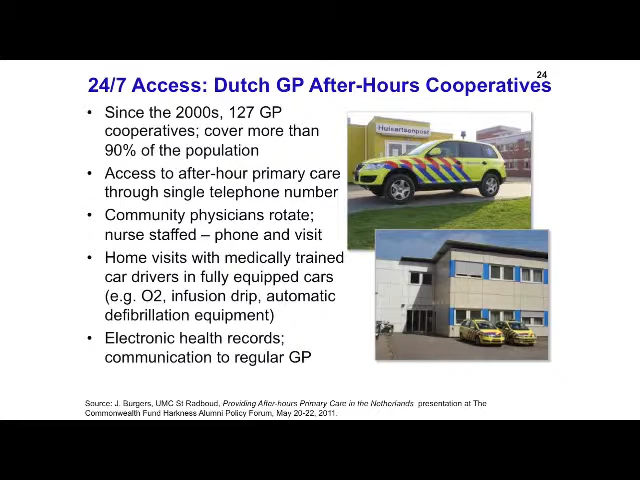 24
24/7 Access: Dutch GP After-Hours Cooperatives
• Since the 2000s, 127 GP
cooperatives; cover more than
90% of the population
• Access to after-hour primary care
through single telephone number
• Community physicians rotate;
nurse staffed – phone and visit
• Home visits with medically trained
car drivers in fully equipped cars
(e.g. O2, infusion drip, automatic
defibrillation equipment)
• Electronic health records;
communication to regular GP
Huisartsenpost
Source: J. Burgers, UMC St Radboud, Providing After-hours Primary Care in the Netherlands presentation at The
Commonwealth Fund Harkness Alumni Policy Forum, May 20-22, 2011.